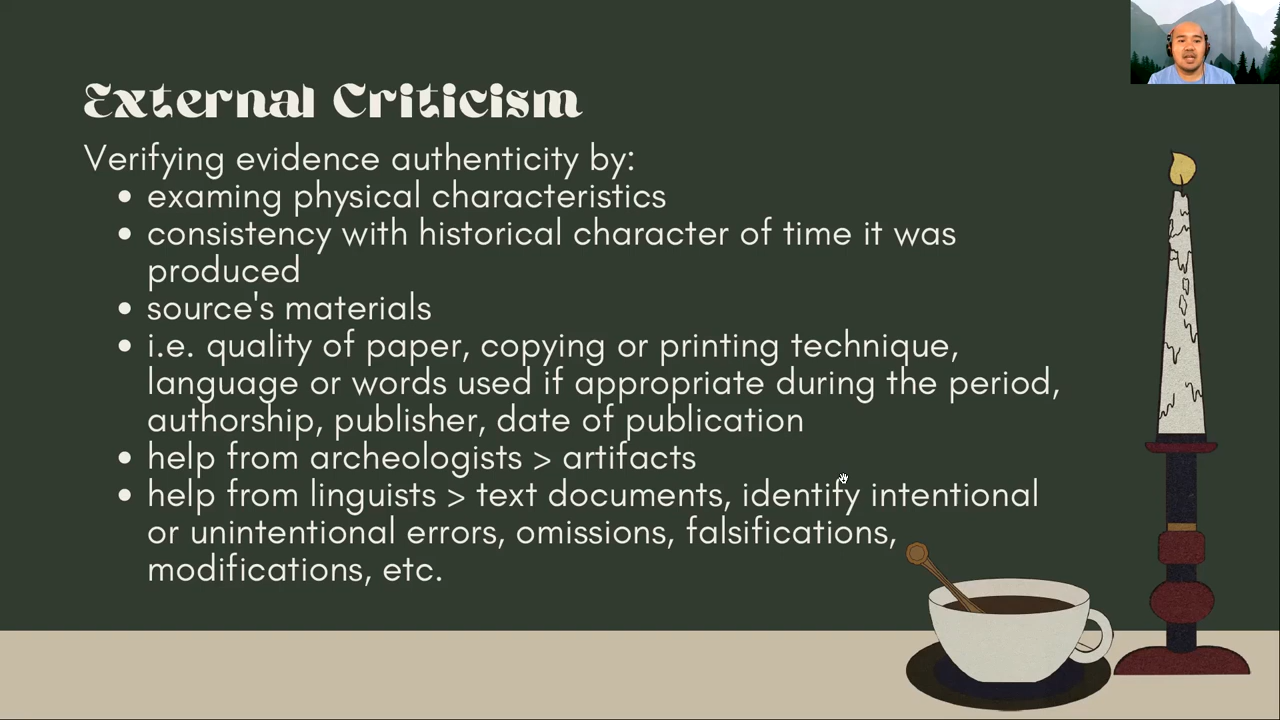 External Criticism
Verifying evidence authenticity by:
• examing physical characteristics
• consistency with historical character of time it was
produced
• source's materials
• i.e. quality of paper, copying or printing technique,
language or words used if appropriate during the period,
authorship, publisher, date of publication
• help from archeologists > artifacts
• help from linguists > text documents, identify intentional
or unintentional errors, omissions, falsifications,
modifications, etc.